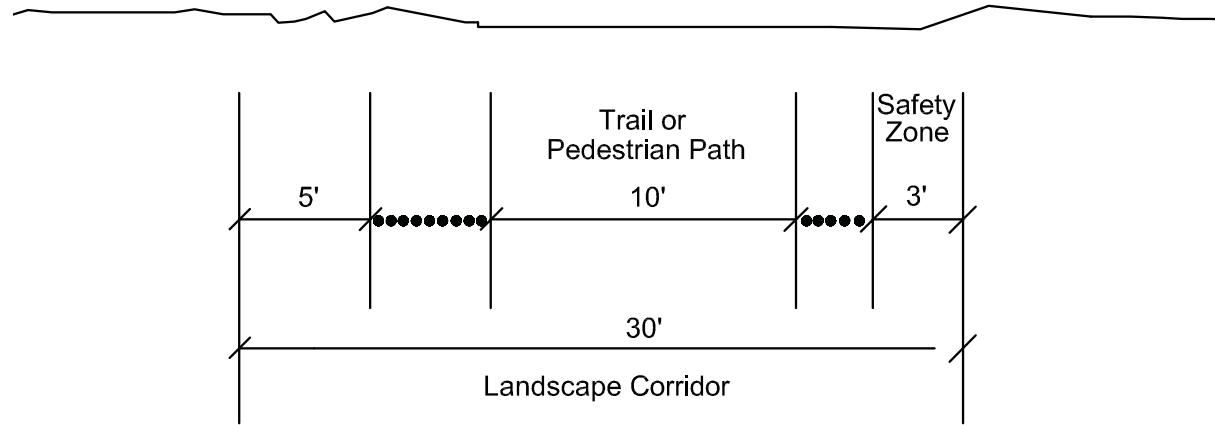 Safety
Zone
Trail or
Pedestrian Path
5'
10'
3'
30'
Landscape Corridor